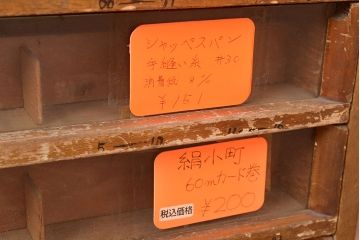 シャッペスパン
手縫い糸 #30
消費税 8%
¥151
絹小町
60mカード巻
税込価格 ¥200